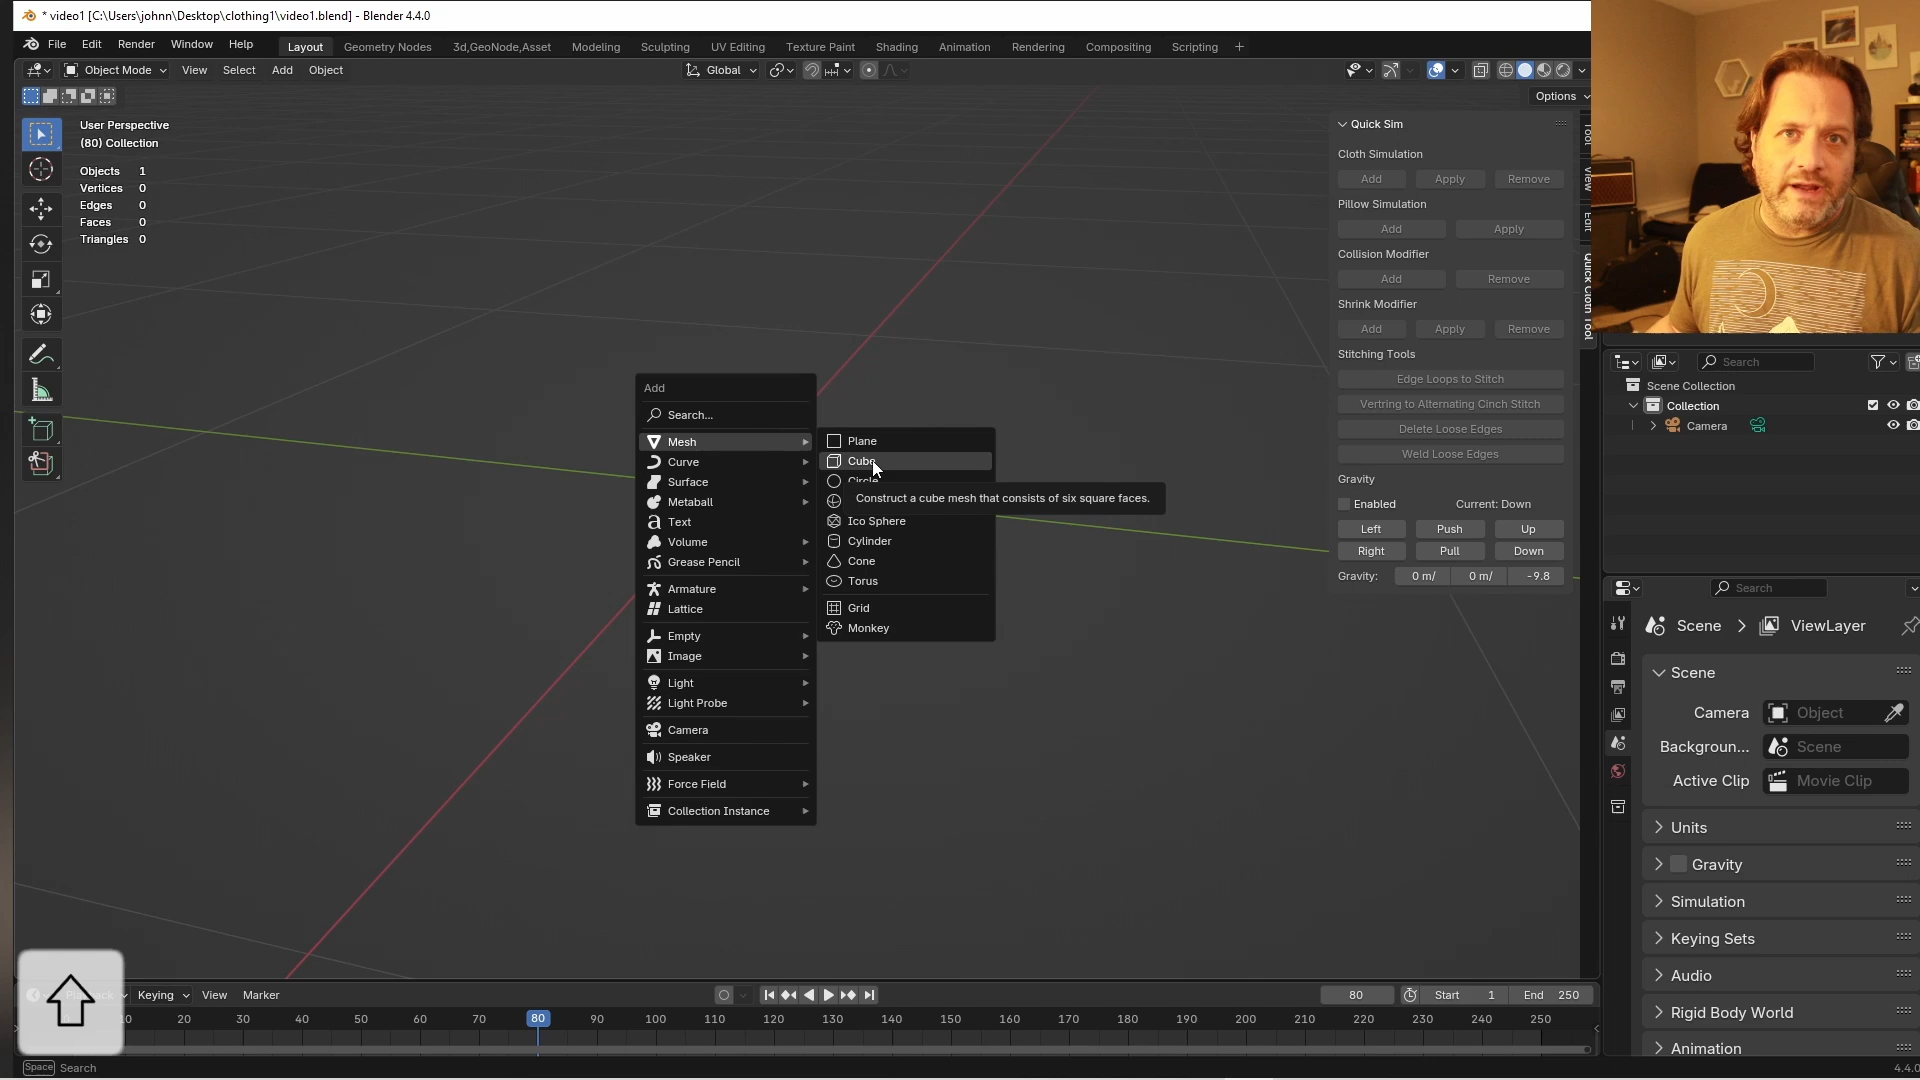 * video1 [C:\Users\johnn\Desktop\clothing1\video1.blend] - Blender 4.4.0
File Edit Render Window Help Layout Geometry Nodes 3d,GeoNode,Asset Modeling Sculpting UV Editing Texture Paint Shading Animation Rendering Compositing Scripting +
Object Mode View Select Add Object Global
Options
User Perspective
(80) Collection
Objects 1
Vertices 0
Edges 0
Faces 0
Triangles 0
Add
Search...
Mesh
Curve
Surface
Metaball
Text
Volume
Grease Pencil
Armature
Lattice
Empty
Image
Light
Light Probe
Camera
Speaker
Force Field
Collection Instance
Plane
Cube
Circle
Construct a cube mesh that consists of six square faces.
Ico Sphere
Cylinder
Cone
Torus
Grid
Monkey
Quick Sim
Cloth Simulation
Add Apply Remove
Pillow Simulation
Add Apply
Collision Modifier
Add Remove
Shrink Modifier
Add Apply Remove
Stitching Tools
Edge Loops to Stitch
Vertring to Alternating Cinch Stitch
Delete Loose Edges
Weld Loose Edges
Gravity
Enabled Current: Down
Left Push Up
Right Pull Down
Gravity: 0 m/ 0 m/ -9.8
Tool
View
Edit
Quick Cloth Tool
Search
Scene Collection
Collection
Camera
Search
Scene > ViewLayer
Scene
Camera Object
Backgroun... Scene
Active Clip Movie Clip
Units
Gravity
Simulation
Keying Sets
Audio
Rigid Body World
Animation
Keying View Marker
80 Start 1 End 250
10 20 30 40 50 60 70 80 90 100 110 120 130 140 150 160 170 180 190 200 210 220 230 240 250
Space Search
4.4.0